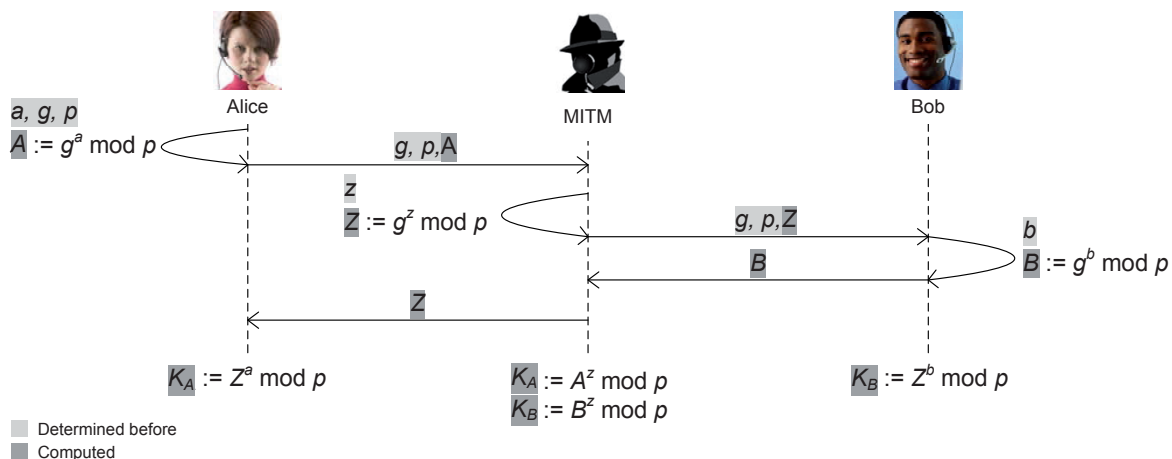 Alice
MITM
Bob
a, g, p
A := g^a mod p
g, p,A
z
Z := g^z mod p
g, p,Z
b
B := g^b mod p
B
Z
K_A := Z^a mod p
K_A := A^z mod p
K_B := B^z mod p
K_B := Z^b mod p
Determined before
Computed